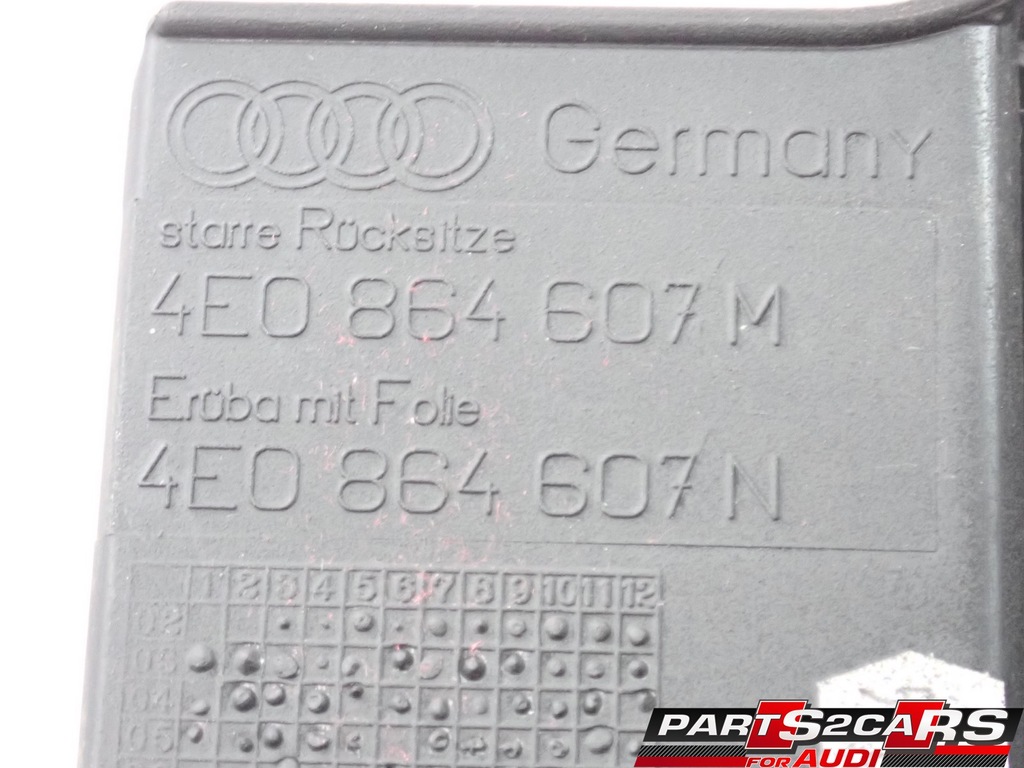 Germany
starre Rücksitze
4E0 864 607 M
Erüba mit Folie
4E0 864 607 N
1 2 3 4 5 6 7 8 9 10 11 12
02
03
04
05
PARTS2CARS
FOR AUDI